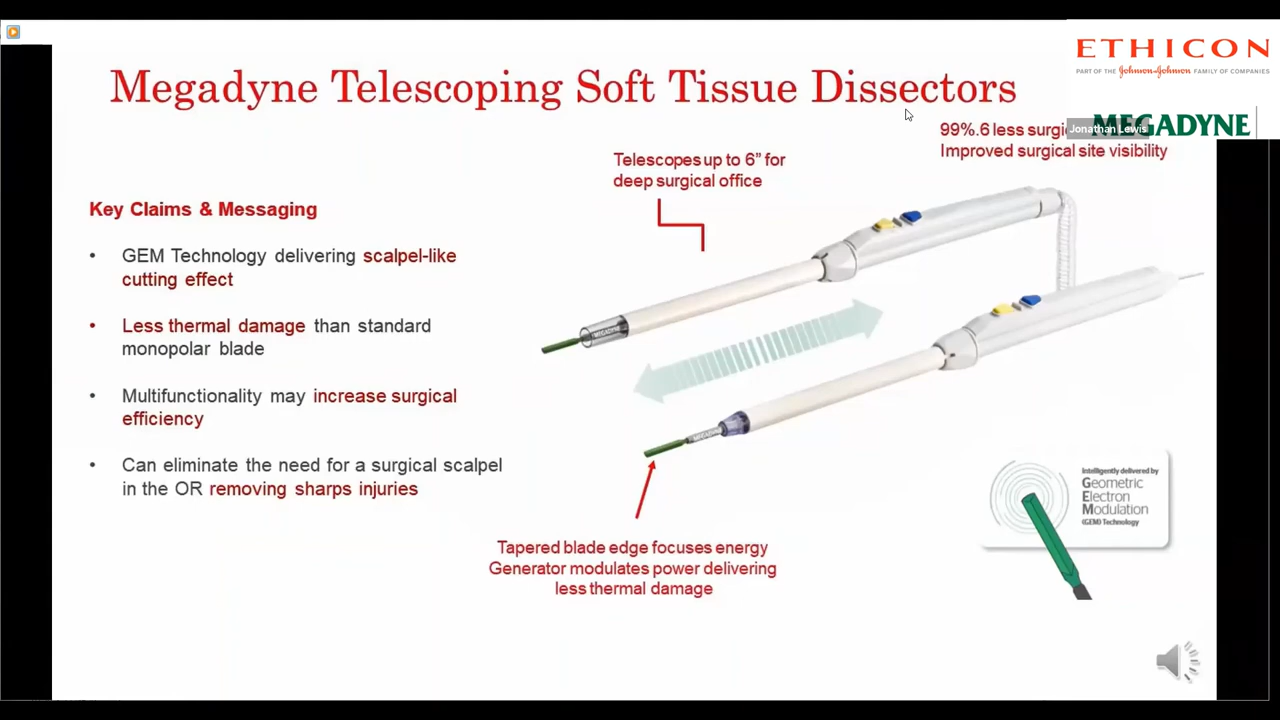 ETHICON
PART OF THE Johnson & Johnson FAMILY OF COMPANIES
Megadyne Telescoping Soft Tissue Dissectors
MEGADYNE
Jonathan Lewis
99%.6 less
Improved surgical site visibility
Telescopes up to 6” for
deep surgical office
Key Claims & Messaging
• GEM Technology delivering scalpel-like
cutting effect
• Less thermal damage than standard
monopolar blade
• Multifunctionality may increase surgical
efficiency
• Can eliminate the need for a surgical scalpel
in the OR removing sharps injuries
MEGADYNE
MEGADYNE
Intelligently delivered by
Geometric
Electron
Modulation
(GEM) Technology
Tapered blade edge focuses energy
Generator modulates power delivering
less thermal damage